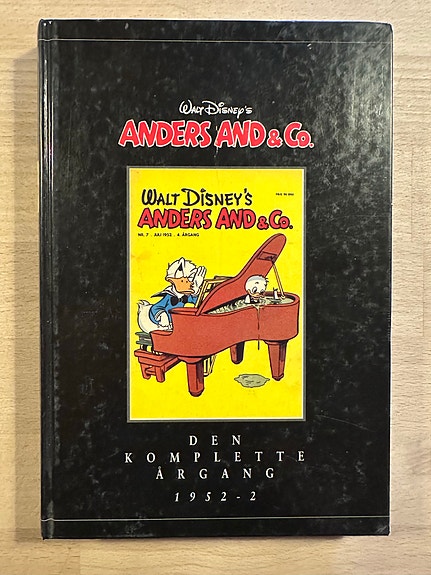 Walt Disney's
ANDERS AND & Co.
WALT DISNEY'S
ANDERS AND & Co.
NR. 7 . JULI 1952 . 4. ÅRGANG
DEN
KOMPLETTE
ÅRGANG
1952-2